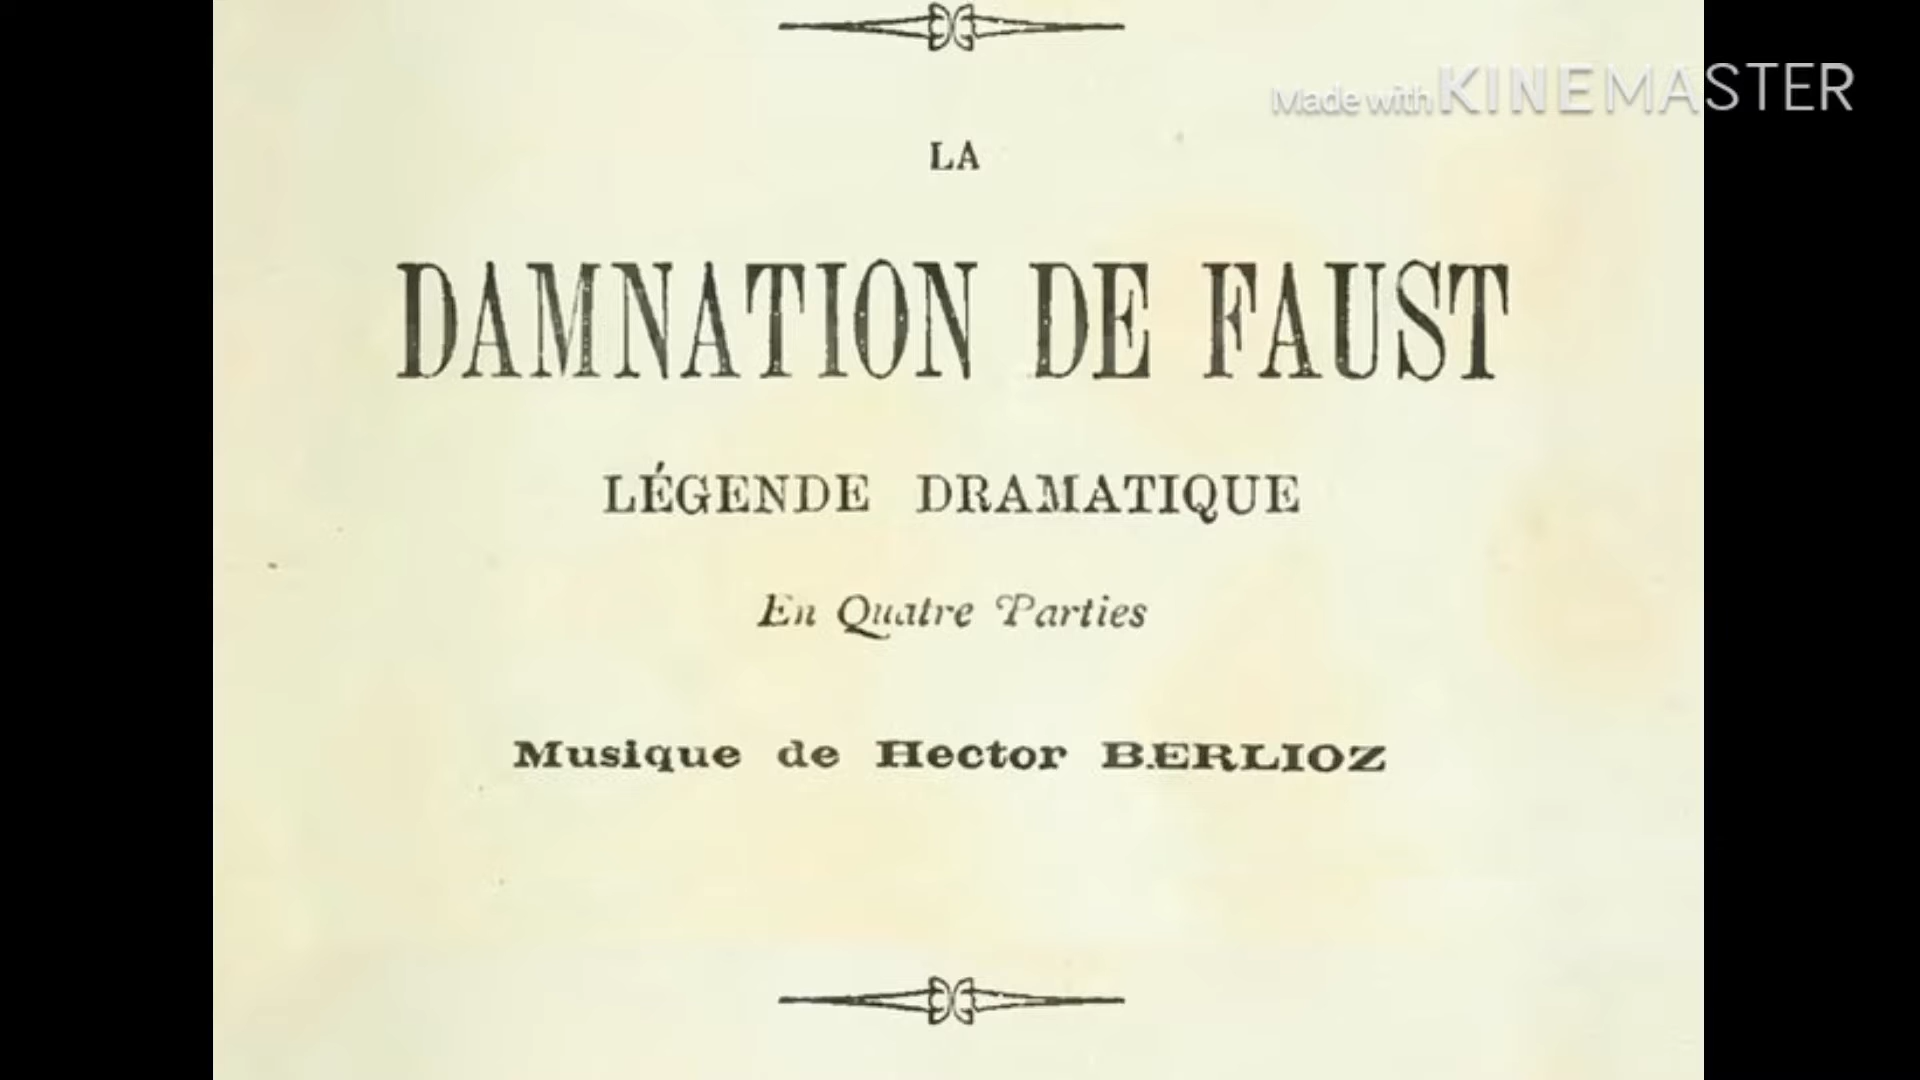 Made with KINEMASTER
LA
DAMNATION DE FAUST
LÉGENDE DRAMATIQUE
En Quatre Parties
Musique de Hector BERLIOZ